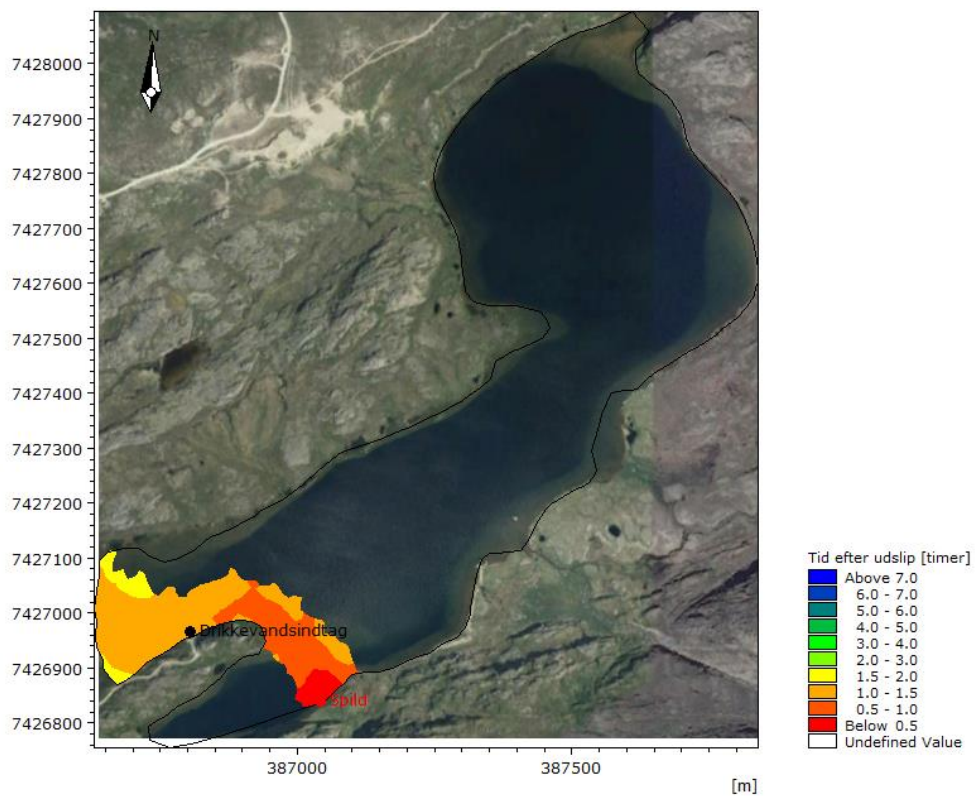 N
7428000
7427900
7427800
7427700
7427600
7427500
7427400
7427300
7427200
7427100
7427000
7426900
7426800
Drikkevandsindtag
spild
387000
387500
[m]
Tid efter udslip [timer]
Above 7.0
6.0 - 7.0
5.0 - 6.0
4.0 - 5.0
3.0 - 4.0
2.0 - 3.0
1.5 - 2.0
1.0 - 1.5
0.5 - 1.0
Below 0.5
Undefined Value